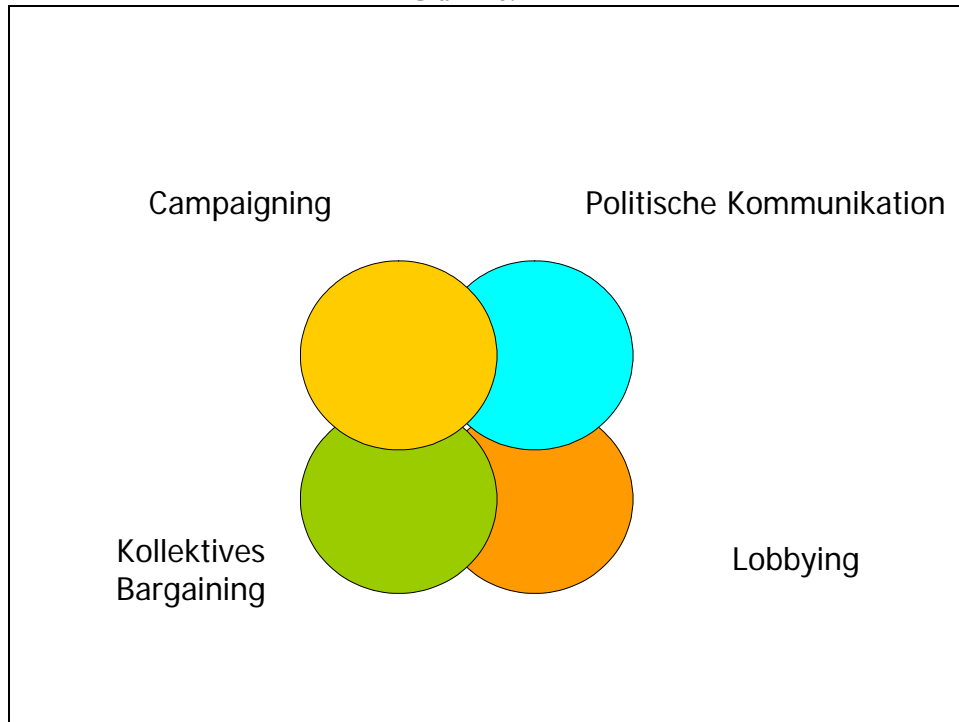 Campaigning
Politische Kommunikation
Kollektives
Bargaining
Lobbying